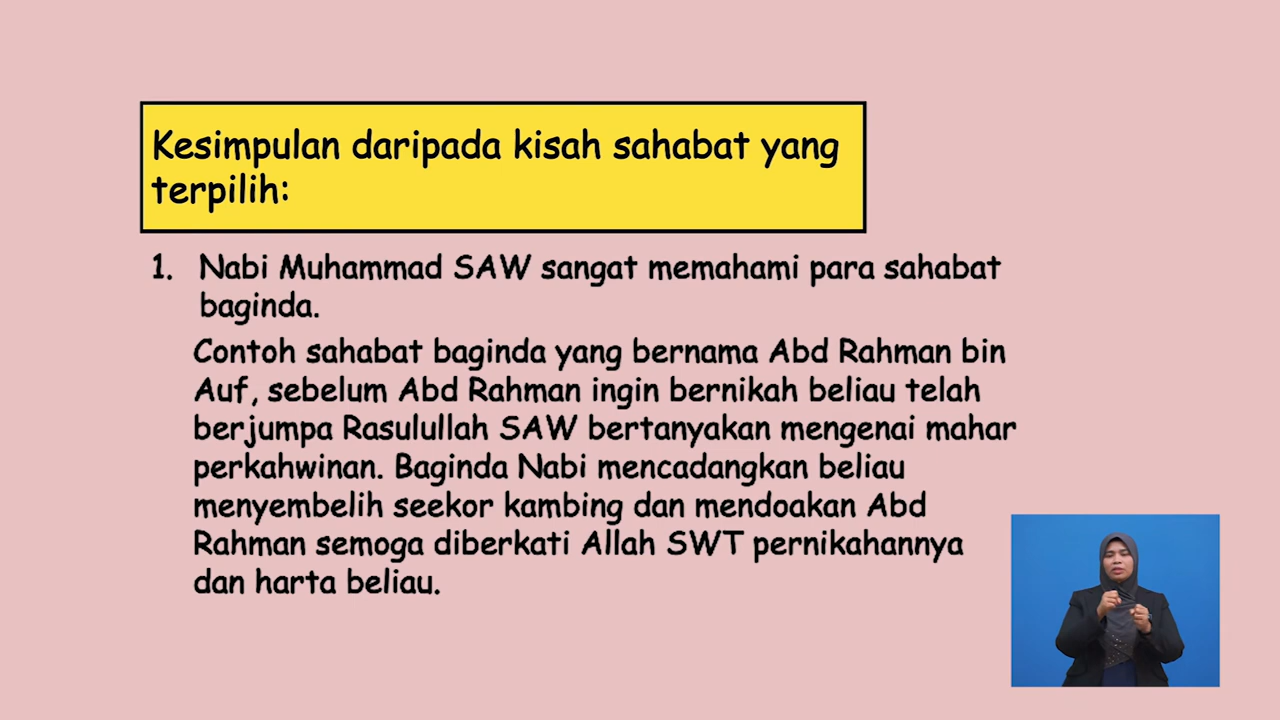 Kesimpulan daripada kisah sahabat yang
terpilih:
1. Nabi Muhammad SAW sangat memahami para sahabat
baginda.
Contoh sahabat baginda yang bernama Abd Rahman bin
Auf, sebelum Abd Rahman ingin bernikah beliau telah
berjumpa Rasulullah SAW bertanyakan mengenai mahar
perkahwinan. Baginda Nabi mencadangkan beliau
menyembelih seekor kambing dan mendoakan Abd
Rahman semoga diberkati Allah SWT pernikahannya
dan harta beliau.